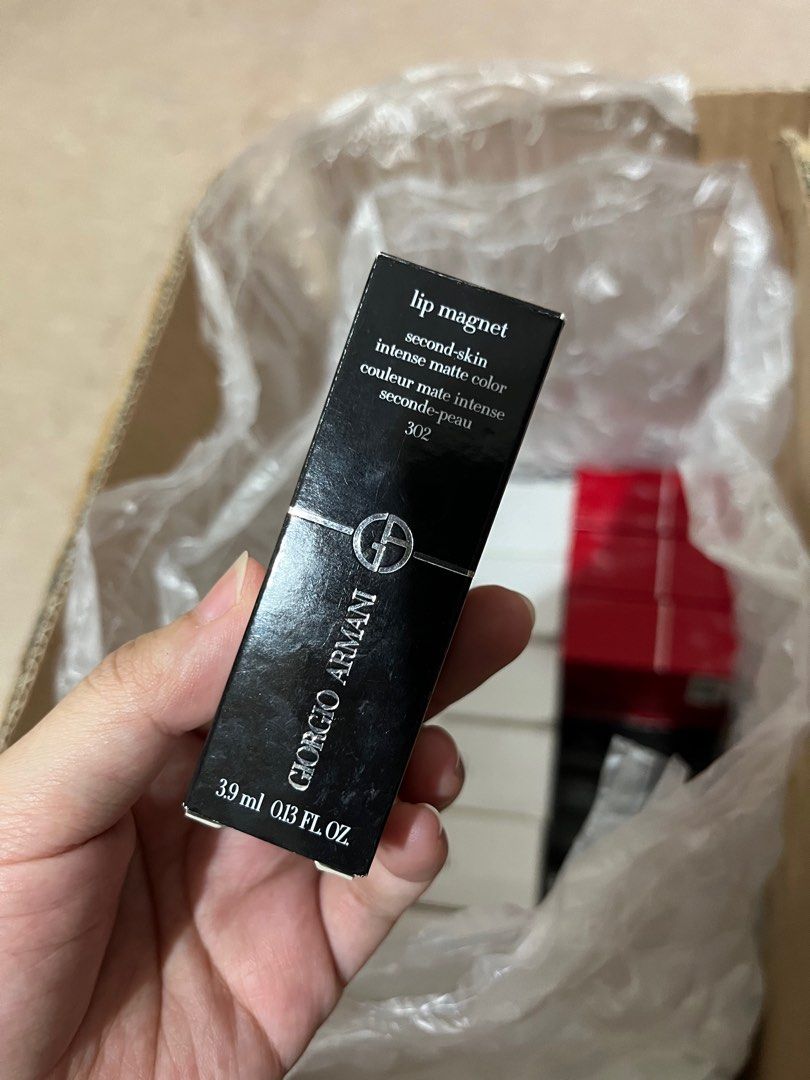 lip magnet
second-skin
intense matte color
couleur mate intense
seconde-peau
302
GA
GIORGIO ARMANI
3.9 ml 0.13 FL OZ.